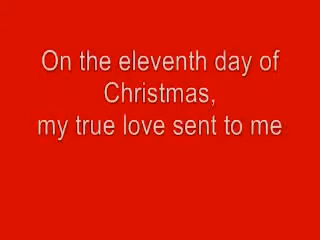 On the eleventh day of
Christmas,
my true love sent to me